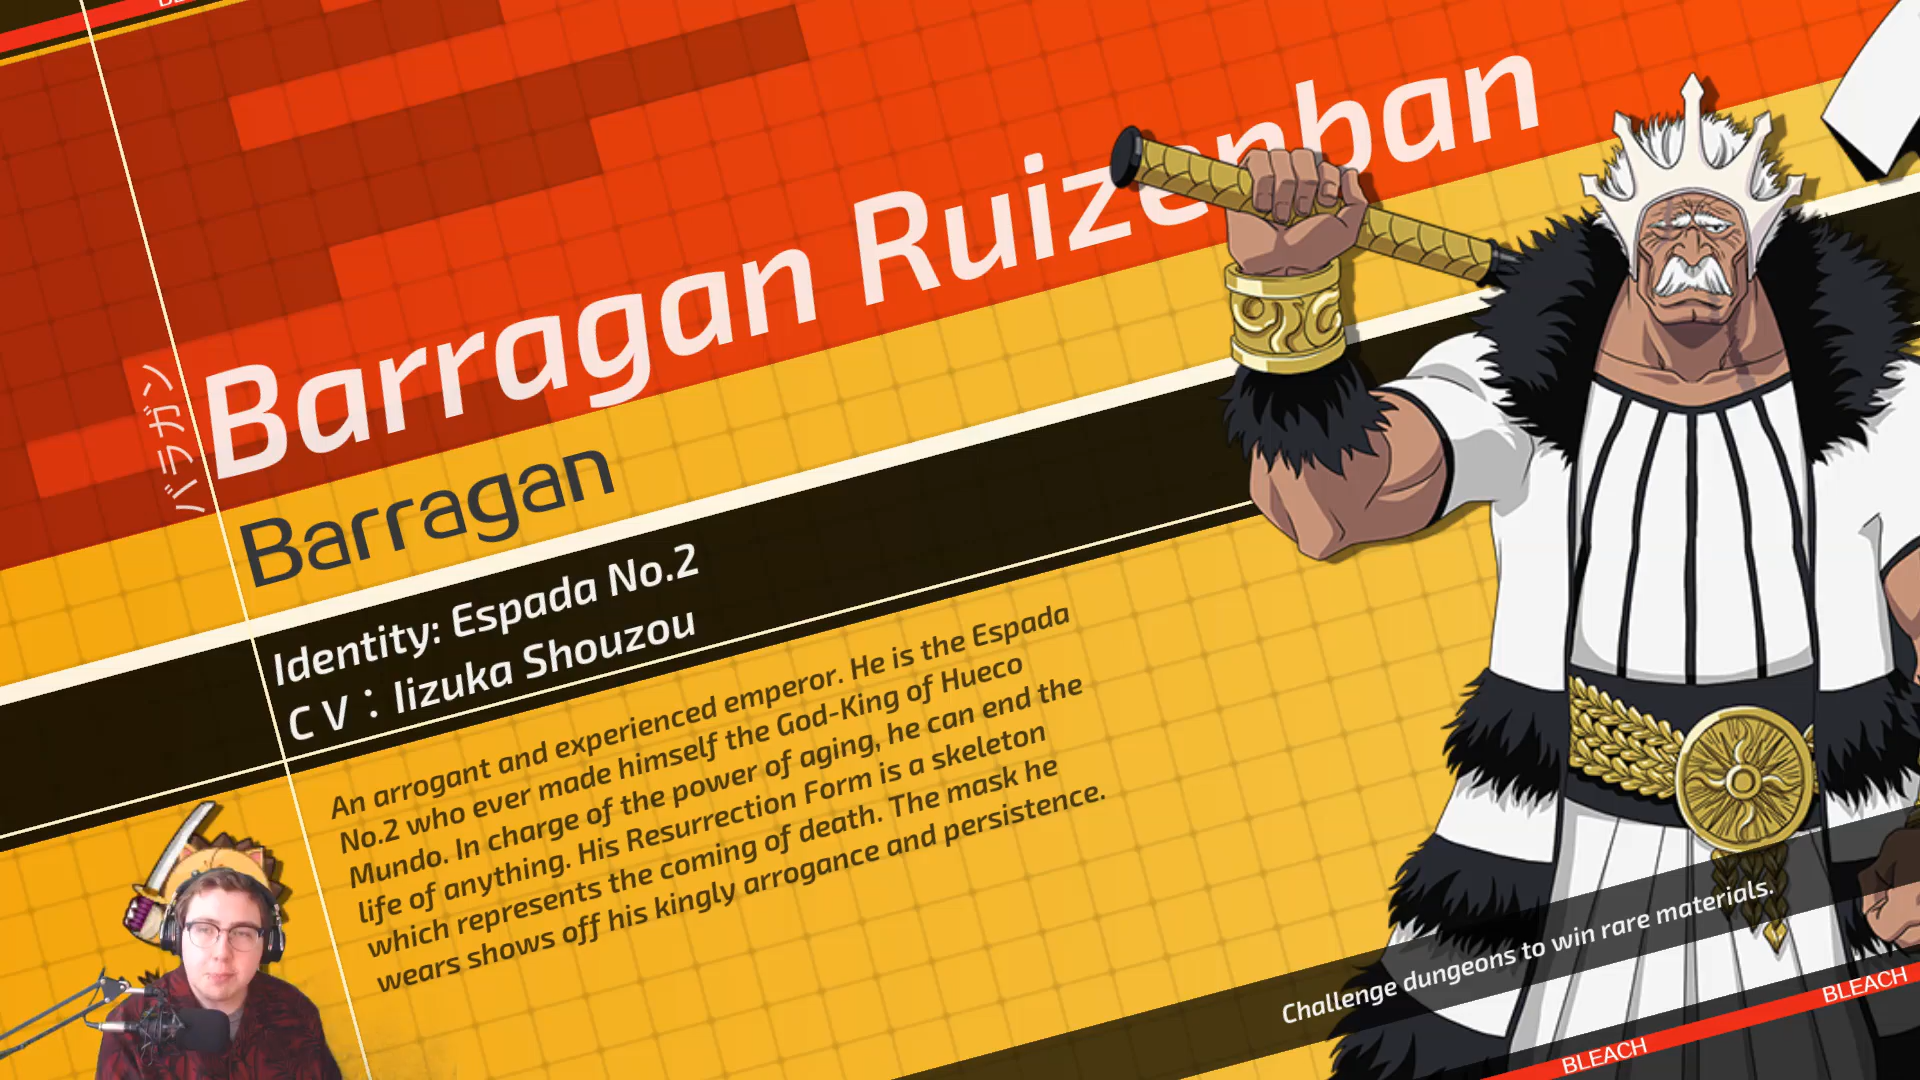 バラガン
Barragan Ruizenban
Barragan
Identity: Espada No.2
CV：Iizuka Shouzou
An arrogant and experienced emperor. He is the Espada
No.2 who ever made himself the God-King of Hueco
Mundo. In charge of the power of aging, he can end the
life of anything. His Resurrection Form is a skeleton
which represents the coming of death. The mask he
wears shows off his kingly arrogance and persistence.
Challenge dungeons to win rare materials.
BLEACH
BLEACH